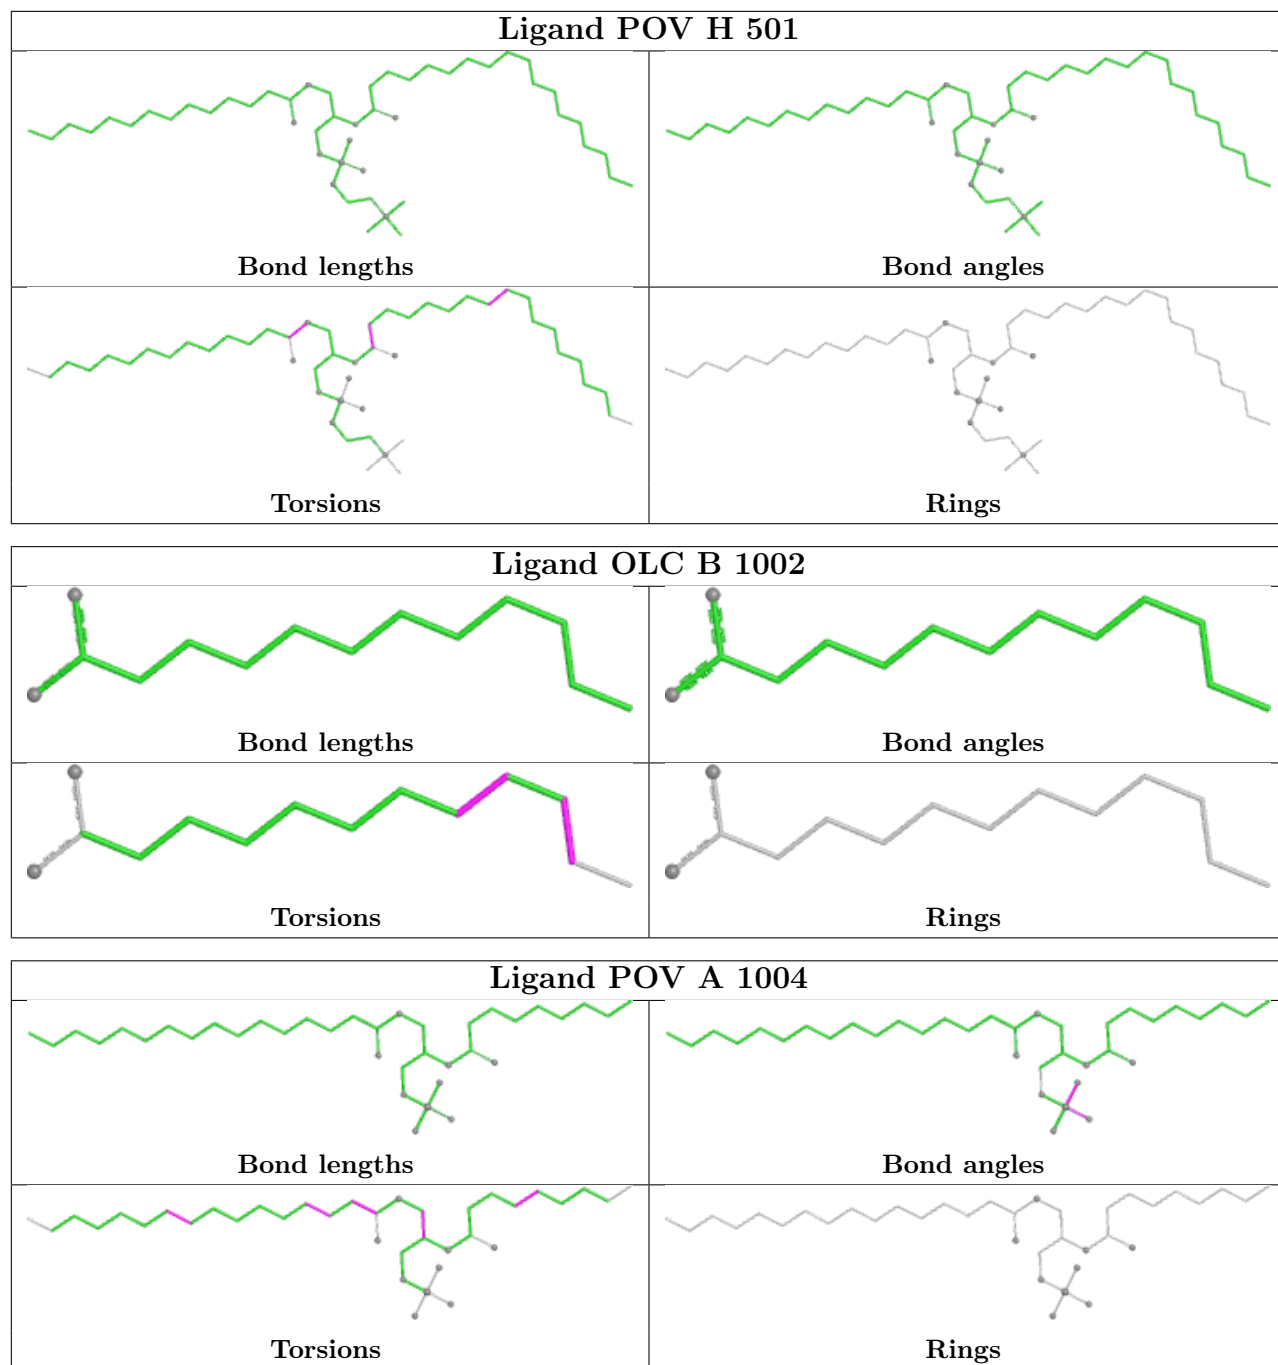 Ligand POV H 501
Bond lengths
Bond angles
Torsions
Rings
Ligand OLC B 1002
Bond lengths
Bond angles
Torsions
Rings
Ligand POV A 1004
Bond lengths
Bond angles
Torsions
Rings